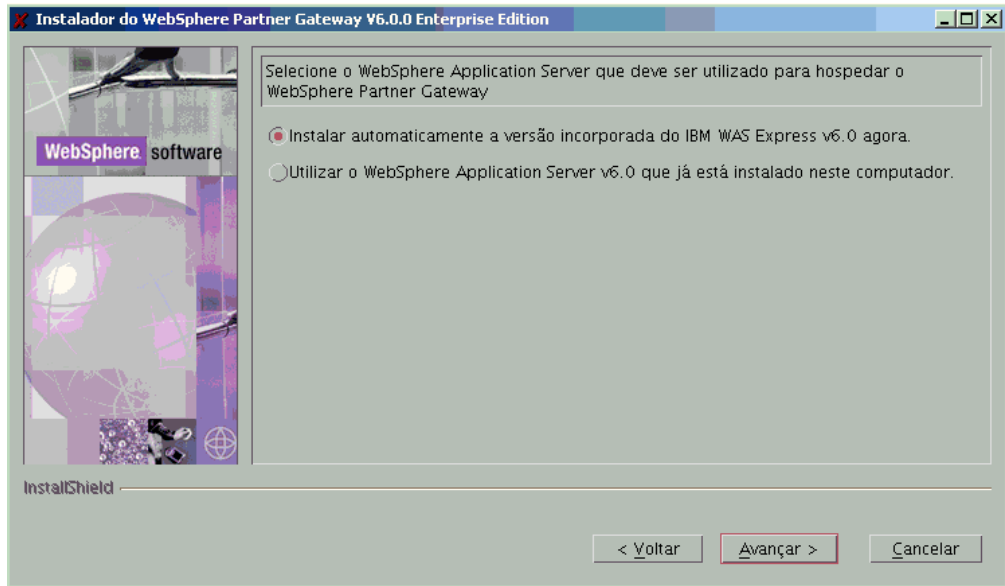 Instalador do WebSphere Partner Gateway V6.0.0 Enterprise Edition
WebSphere. software
Selecione o WebSphere Application Server que deve ser utilizado para hospedar o
WebSphere Partner Gateway
Instalar automaticamente a versão incorporada do IBM WAS Express v6.0 agora.
Utilizar o WebSphere Application Server v6.0 que já está instalado neste computador.
InstallShield
< Voltar
Avançar >
Cancelar